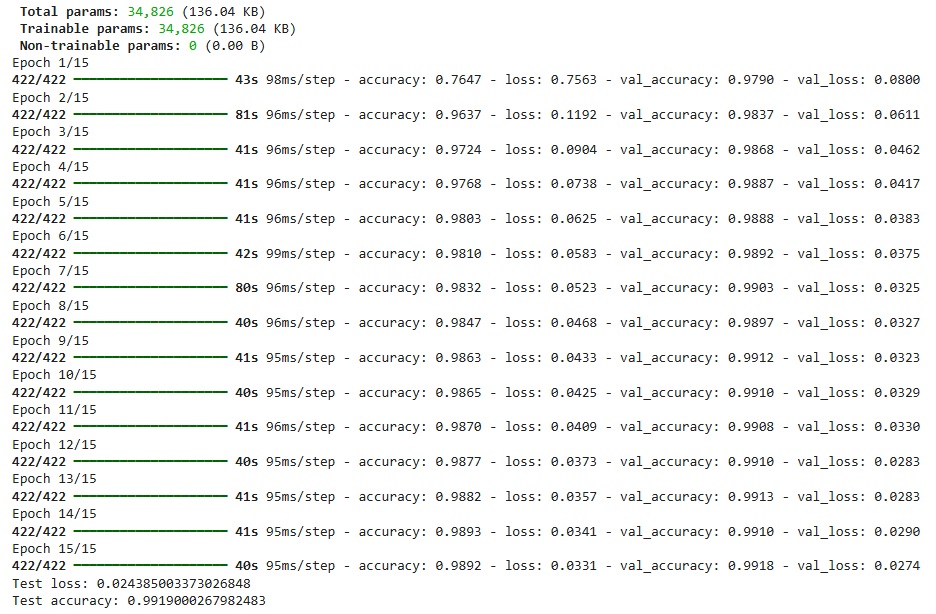 Total params: 34,826 (136.04 KB)
Trainable params: 34,826 (136.04 KB)
Non-trainable params: 0 (0.00 B)
Epoch 1/15
422/422 ━━━━━━━━━━━━━━━━━━━━ 43s 98ms/step - accuracy: 0.7647 - loss: 0.7563 - val_accuracy: 0.9790 - val_loss: 0.0800
Epoch 2/15
422/422 ━━━━━━━━━━━━━━━━━━━━ 81s 96ms/step - accuracy: 0.9637 - loss: 0.1192 - val_accuracy: 0.9837 - val_loss: 0.0611
Epoch 3/15
422/422 ━━━━━━━━━━━━━━━━━━━━ 41s 96ms/step - accuracy: 0.9724 - loss: 0.0904 - val_accuracy: 0.9868 - val_loss: 0.0462
Epoch 4/15
422/422 ━━━━━━━━━━━━━━━━━━━━ 41s 96ms/step - accuracy: 0.9768 - loss: 0.0738 - val_accuracy: 0.9887 - val_loss: 0.0417
Epoch 5/15
422/422 ━━━━━━━━━━━━━━━━━━━━ 41s 96ms/step - accuracy: 0.9803 - loss: 0.0625 - val_accuracy: 0.9888 - val_loss: 0.0383
Epoch 6/15
422/422 ━━━━━━━━━━━━━━━━━━━━ 42s 99ms/step - accuracy: 0.9810 - loss: 0.0583 - val_accuracy: 0.9892 - val_loss: 0.0375
Epoch 7/15
422/422 ━━━━━━━━━━━━━━━━━━━━ 80s 96ms/step - accuracy: 0.9832 - loss: 0.0523 - val_accuracy: 0.9903 - val_loss: 0.0325
Epoch 8/15
422/422 ━━━━━━━━━━━━━━━━━━━━ 40s 96ms/step - accuracy: 0.9847 - loss: 0.0468 - val_accuracy: 0.9897 - val_loss: 0.0327
Epoch 9/15
422/422 ━━━━━━━━━━━━━━━━━━━━ 41s 95ms/step - accuracy: 0.9863 - loss: 0.0433 - val_accuracy: 0.9912 - val_loss: 0.0323
Epoch 10/15
422/422 ━━━━━━━━━━━━━━━━━━━━ 40s 95ms/step - accuracy: 0.9865 - loss: 0.0425 - val_accuracy: 0.9910 - val_loss: 0.0329
Epoch 11/15
422/422 ━━━━━━━━━━━━━━━━━━━━ 41s 96ms/step - accuracy: 0.9870 - loss: 0.0409 - val_accuracy: 0.9908 - val_loss: 0.0330
Epoch 12/15
422/422 ━━━━━━━━━━━━━━━━━━━━ 40s 95ms/step - accuracy: 0.9877 - loss: 0.0373 - val_accuracy: 0.9910 - val_loss: 0.0283
Epoch 13/15
422/422 ━━━━━━━━━━━━━━━━━━━━ 41s 95ms/step - accuracy: 0.9882 - loss: 0.0357 - val_accuracy: 0.9913 - val_loss: 0.0283
Epoch 14/15
422/422 ━━━━━━━━━━━━━━━━━━━━ 41s 95ms/step - accuracy: 0.9893 - loss: 0.0341 - val_accuracy: 0.9910 - val_loss: 0.0290
Epoch 15/15
422/422 ━━━━━━━━━━━━━━━━━━━━ 40s 95ms/step - accuracy: 0.9892 - loss: 0.0331 - val_accuracy: 0.9918 - val_loss: 0.0274
Test loss: 0.024385003373026848
Test accuracy: 0.9919000267982483